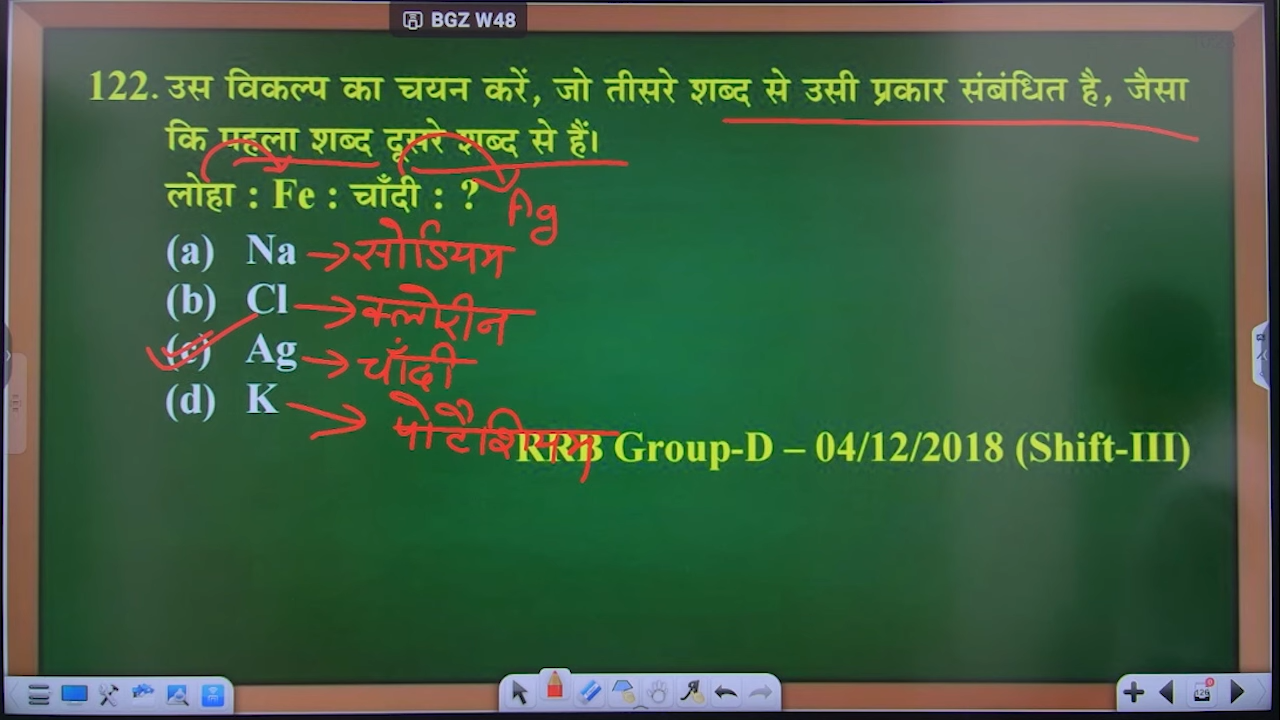 BGZ W48
122. उस विकल्प का चयन करें, जो तीसरे शब्द से उसी प्रकार संबंधित है, जैसा
कि पहला शब्द दूसरे शब्द से हैं।
लोहा : Fe : चाँदी : ?
Ag
(a) Na → सोडियम
(b) Cl → क्लोरीन
(c) Ag → चाँदी
(d) K → पोटैशियम
RRB Group-D – 04/12/2018 (Shift-III)